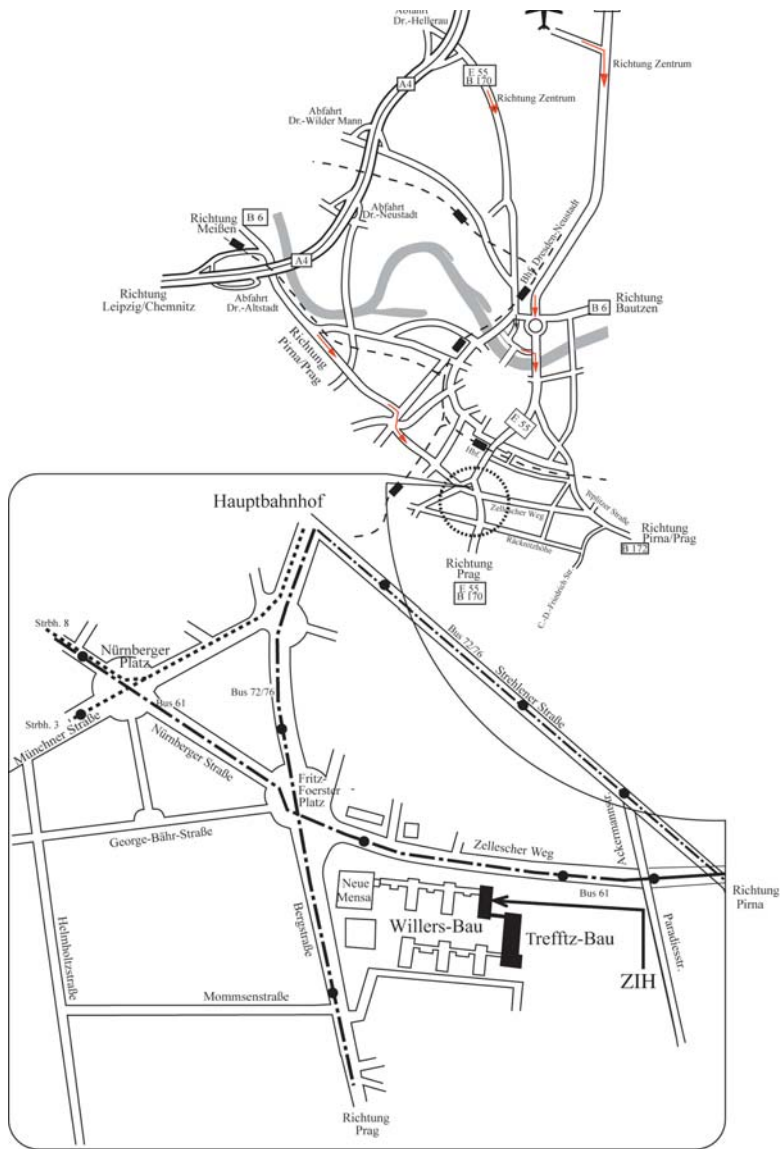 Abfahrt
Dr.-Hellerau
A4
E 55
B 170
Richtung Zentrum
Richtung Zentrum
Abfahrt
Dr.-Wilder Mann
Abfahrt
Dr.-Neustadt
Richtung
Meißen
B 6
A4
Richtung
Leipzig/Chemnitz
Abfahrt
Dr.-Altstadt
Bhf. Dresden-Neustadt
B 6
Richtung
Bautzen
Richtung
Pirna/Prag
E 55
Hbf.
Zellescher Weg
Räcknitzhöhe
Richtung
Pirna/Prag
B 172
Richtung
Prag
E 55
B 170
C.-D.-Friedrich Str.
Hauptbahnhof
Strbh. 8
Nürnberger
Platz
Bus 61
Bus 72/76
Bus 72/76
Strehlener Straße
Strbh. 3
Münchner Straße
Nürnberger Straße
Fritz-
Foerster
Platz
George-Bähr-Straße
Zellescher Weg
Ackermannstr.
Bus 61
Richtung
Pirna
Neue
Mensa
Willers-Bau
Trefftz-Bau
Helmholtzstraße
Bergstraße
Paradiesstr.
ZIH
Mommsenstraße
Richtung
Prag